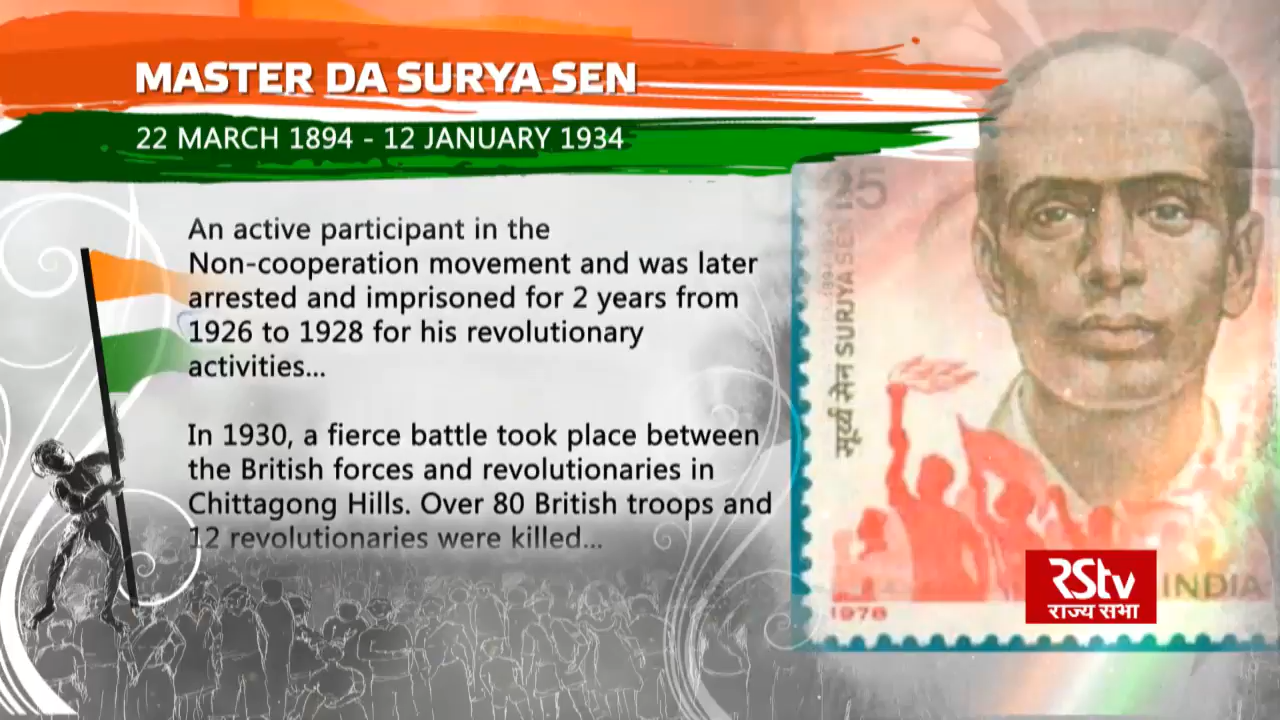 MASTER DA SURYA SEN
22 MARCH 1894 - 12 JANUARY 1934
An active participant in the
Non-cooperation movement and was later
arrested and imprisoned for 2 years from
1926 to 1928 for his revolutionary
activities...
In 1930, a fierce battle took place between
the British forces and revolutionaries in
Chittagong Hills. Over 80 British troops and
12 revolutionaries were killed...
25
सूर्य्य सेन SURJYA SEN
1978
INDIA
RStv
राज्य सभा